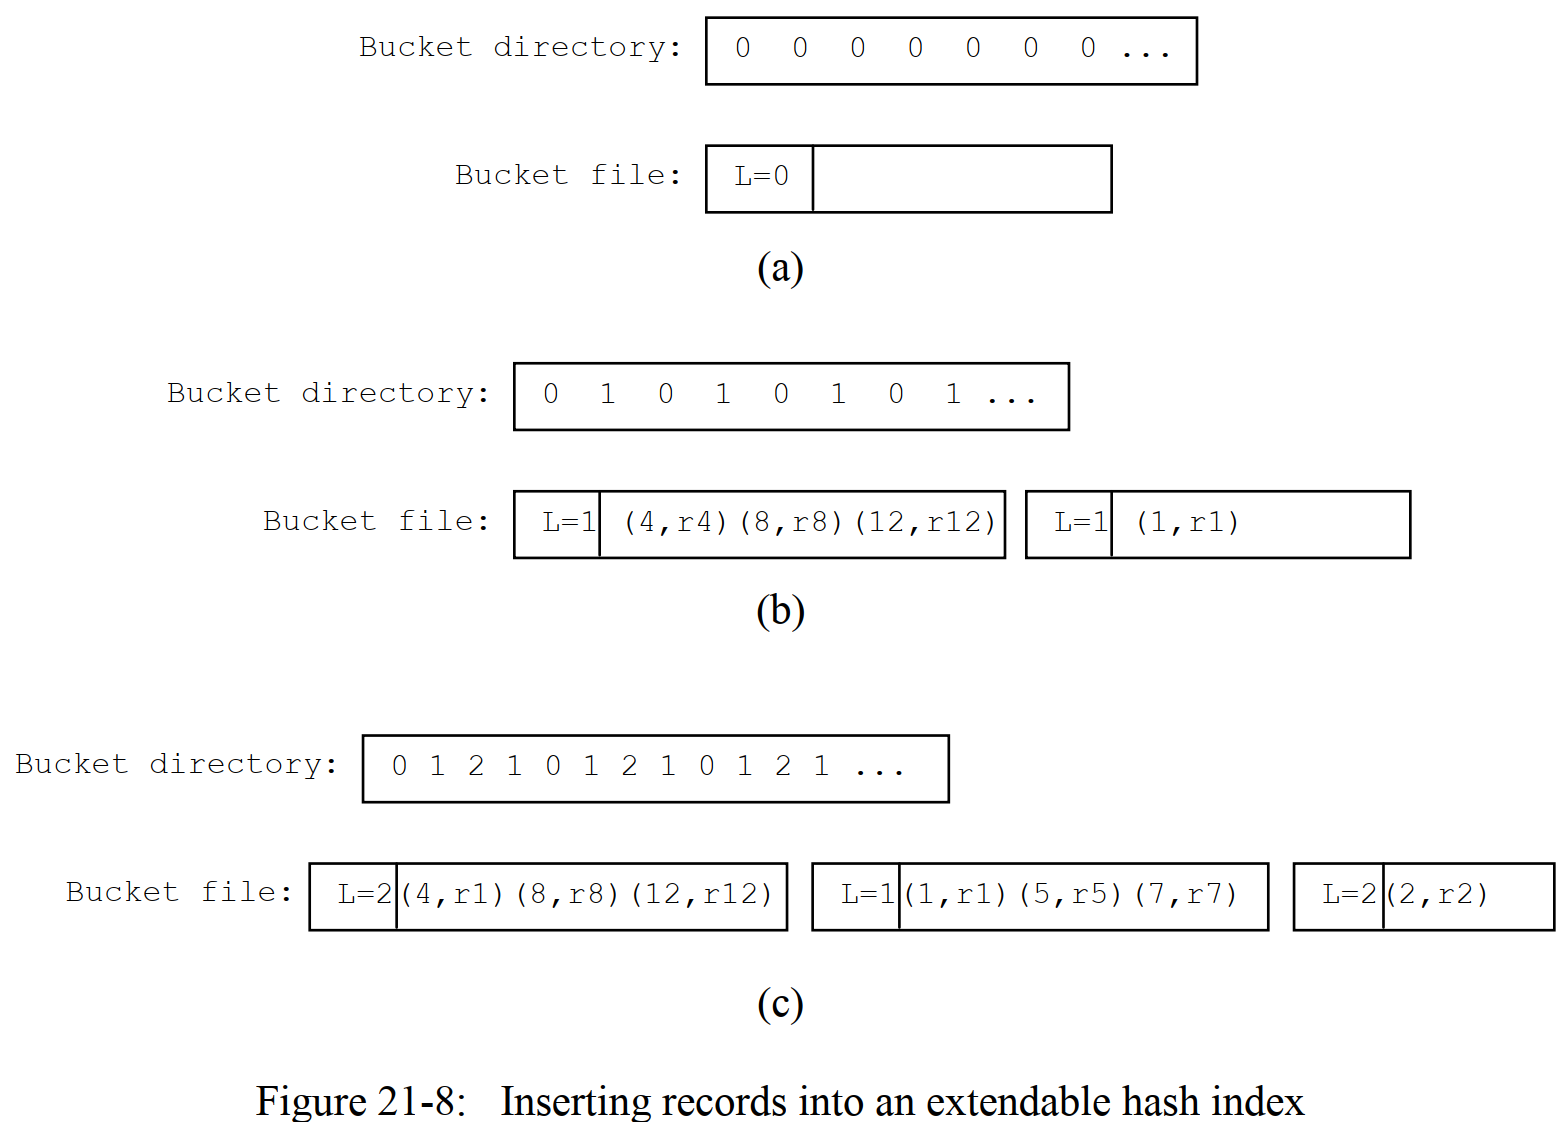 Bucket directory: 0 0 0 0 0 0 0 ...
Bucket file: L=0
(a)
Bucket directory: 0 1 0 1 0 1 0 1 ...
Bucket file: L=1 (4,r4)(8,r8)(12,r12) L=1 (1,r1)
(b)
Bucket directory: 0 1 2 1 0 1 2 1 0 1 2 1 ...
Bucket file: L=2 (4,r1)(8,r8)(12,r12) L=1 (1,r1)(5,r5)(7,r7) L=2 (2,r2)
(c)
Figure 21-8: Inserting records into an extendable hash index